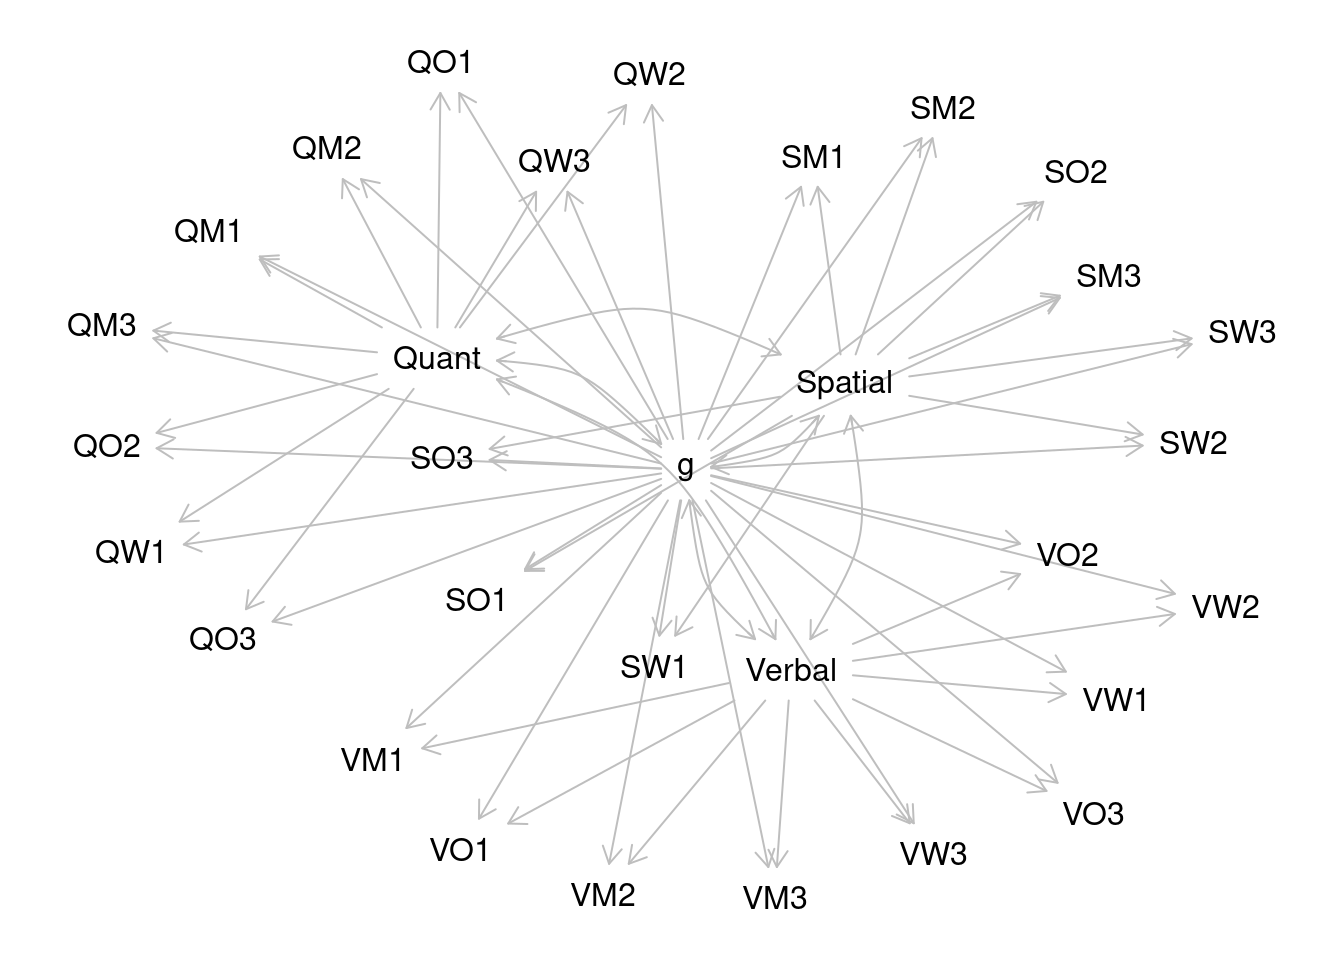 QO1
QW2
SM2
QM2
QW3
SM1
SO2
QM1
SM3
QM3
SW3
Quant
Spatial
QO2
SO3
g
SW2
QW1
VO2
SO1
VW2
QO3
SW1
Verbal
VW1
VM1
VO3
VO1
VW3
VM2
VM3